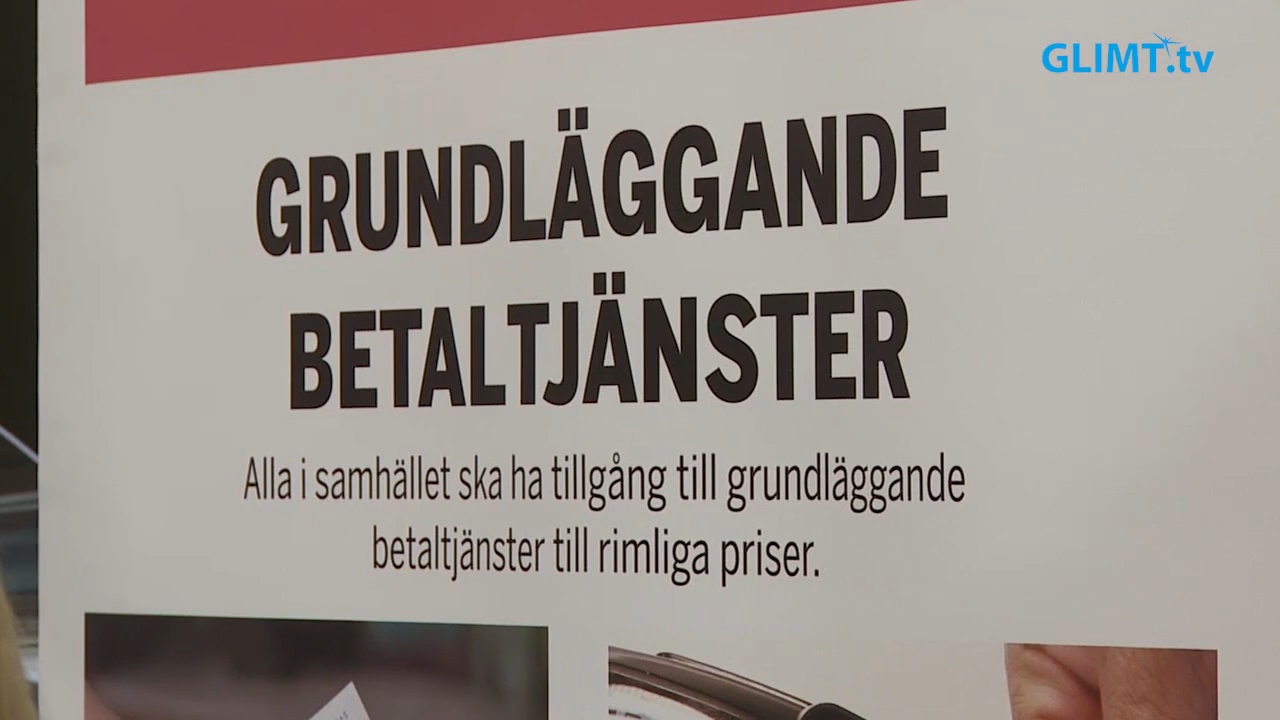 GLIMT.tv
GRUNDLÄGGANDE
BETALTJÄNSTER
Alla i samhället ska ha tillgång till grundläggande
betaltjänster till rimliga priser.